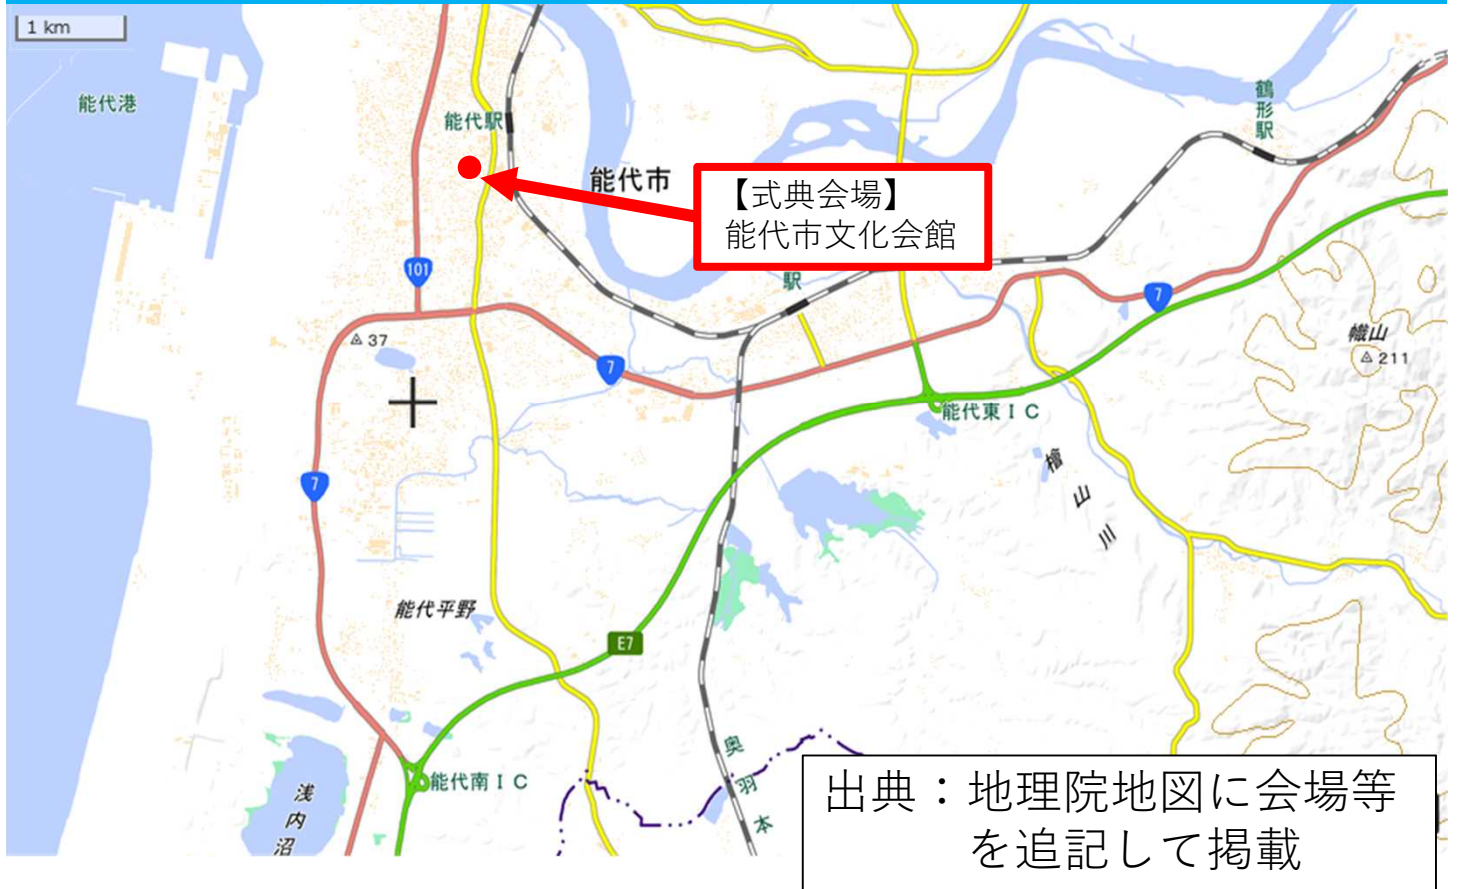 1 km
能代港
能代駅
鶴形駅
能代市
【式典会場】
能代市文化会館
101
駅
7
37
幟山
211
7
能代東IC
7
檜山川
能代平野
E7
能代南IC
浅内沼
奥羽本
出典：地理院地図に会場等
を追記して掲載